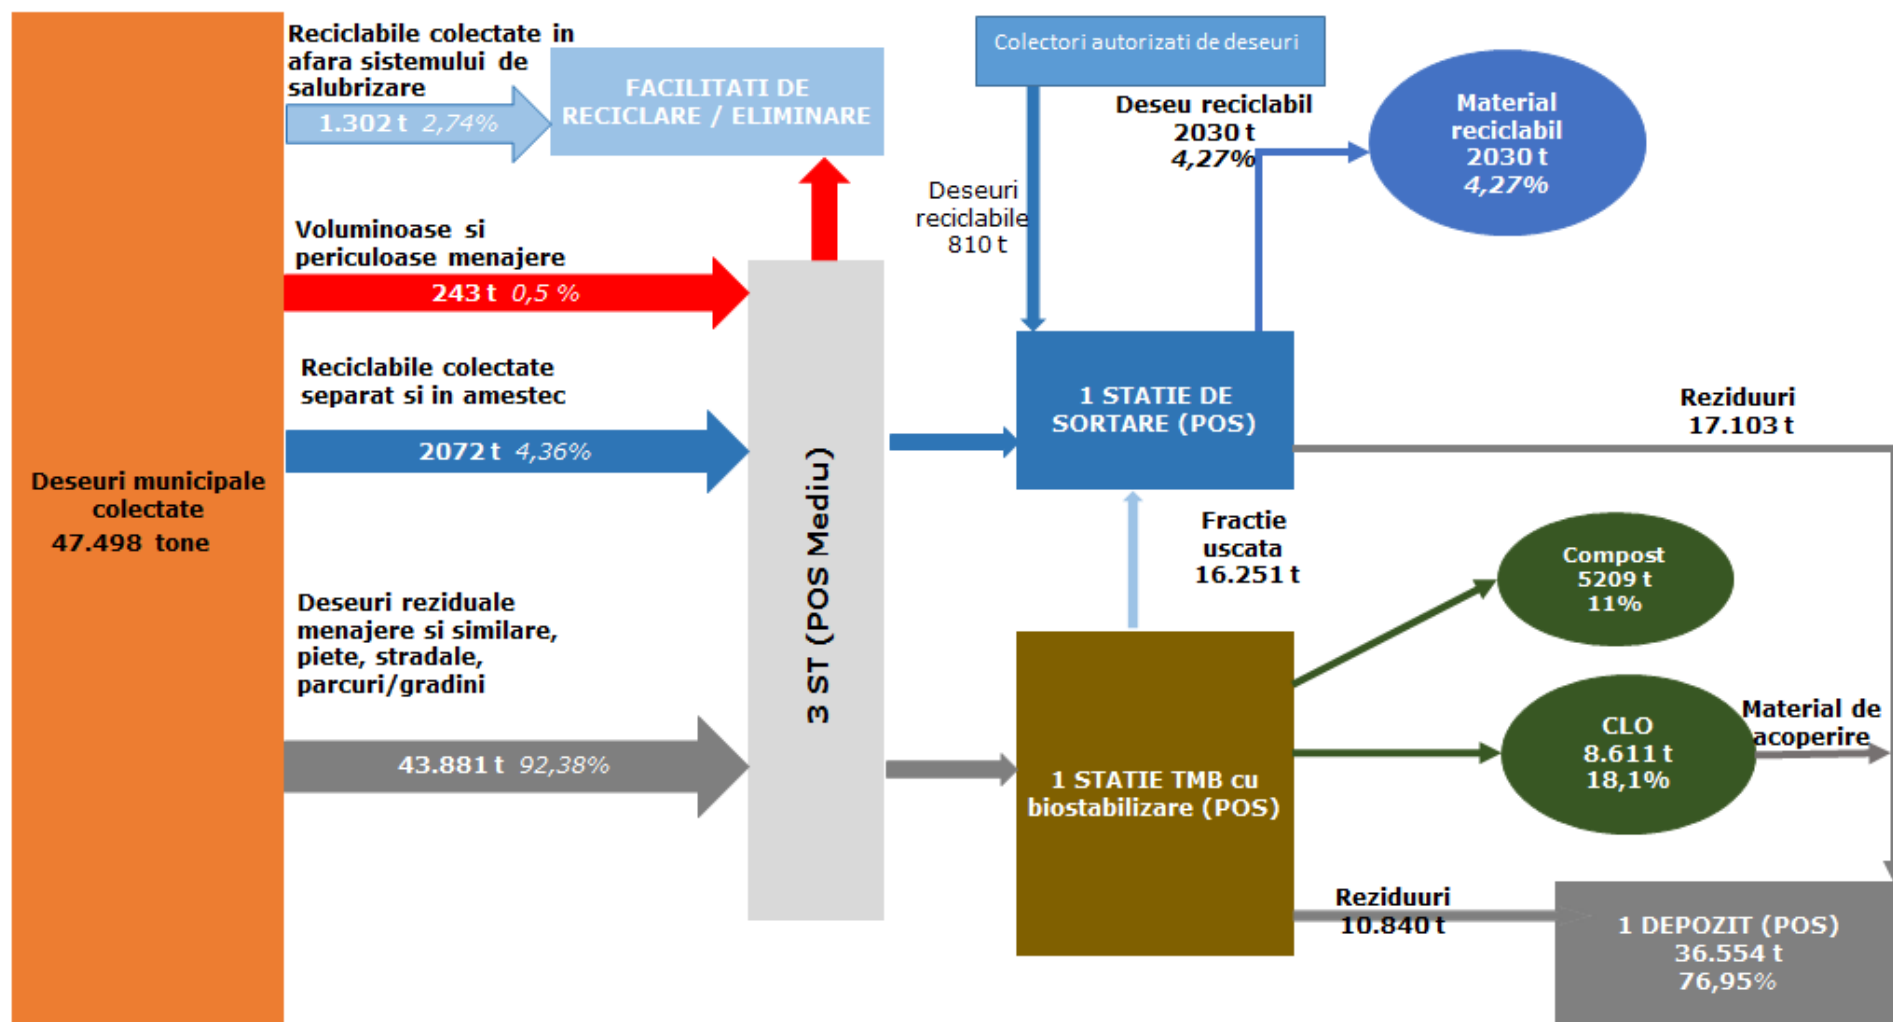 Reciclabile colectate in
afara sistemului de
salubrizare
1.302 t 2,74%
FACILITATI DE
RECICLARE / ELIMINARE
Colectori autorizati de deseuri
Deseu reciclabil
2030 t
4,27%
Material
reciclabil
2030 t
4,27%
Deseuri
reciclabile
810 t
Voluminoase si
periculoase menajere
243 t 0,5 %
Reciclabile colectate
separat si in amestec
2072 t 4,36%
Deseuri municipale
colectate
47.498 tone
3 ST (POS Mediu)
1 STATIE DE
SORTARE (POS)
Reziduuri
17.103 t
Fractie
uscata
16.251 t
Compost
5209 t
11%
Deseuri reziduale
menajere si similare,
piete, stradale,
parcuri/gradini
43.881 t 92,38%
1 STATIE TMB cu
biostabilizare (POS)
CLO
8.611 t
18,1%
Material de
acoperire
Reziduuri
10.840 t
1 DEPOZIT (POS)
36.554 t
76,95%